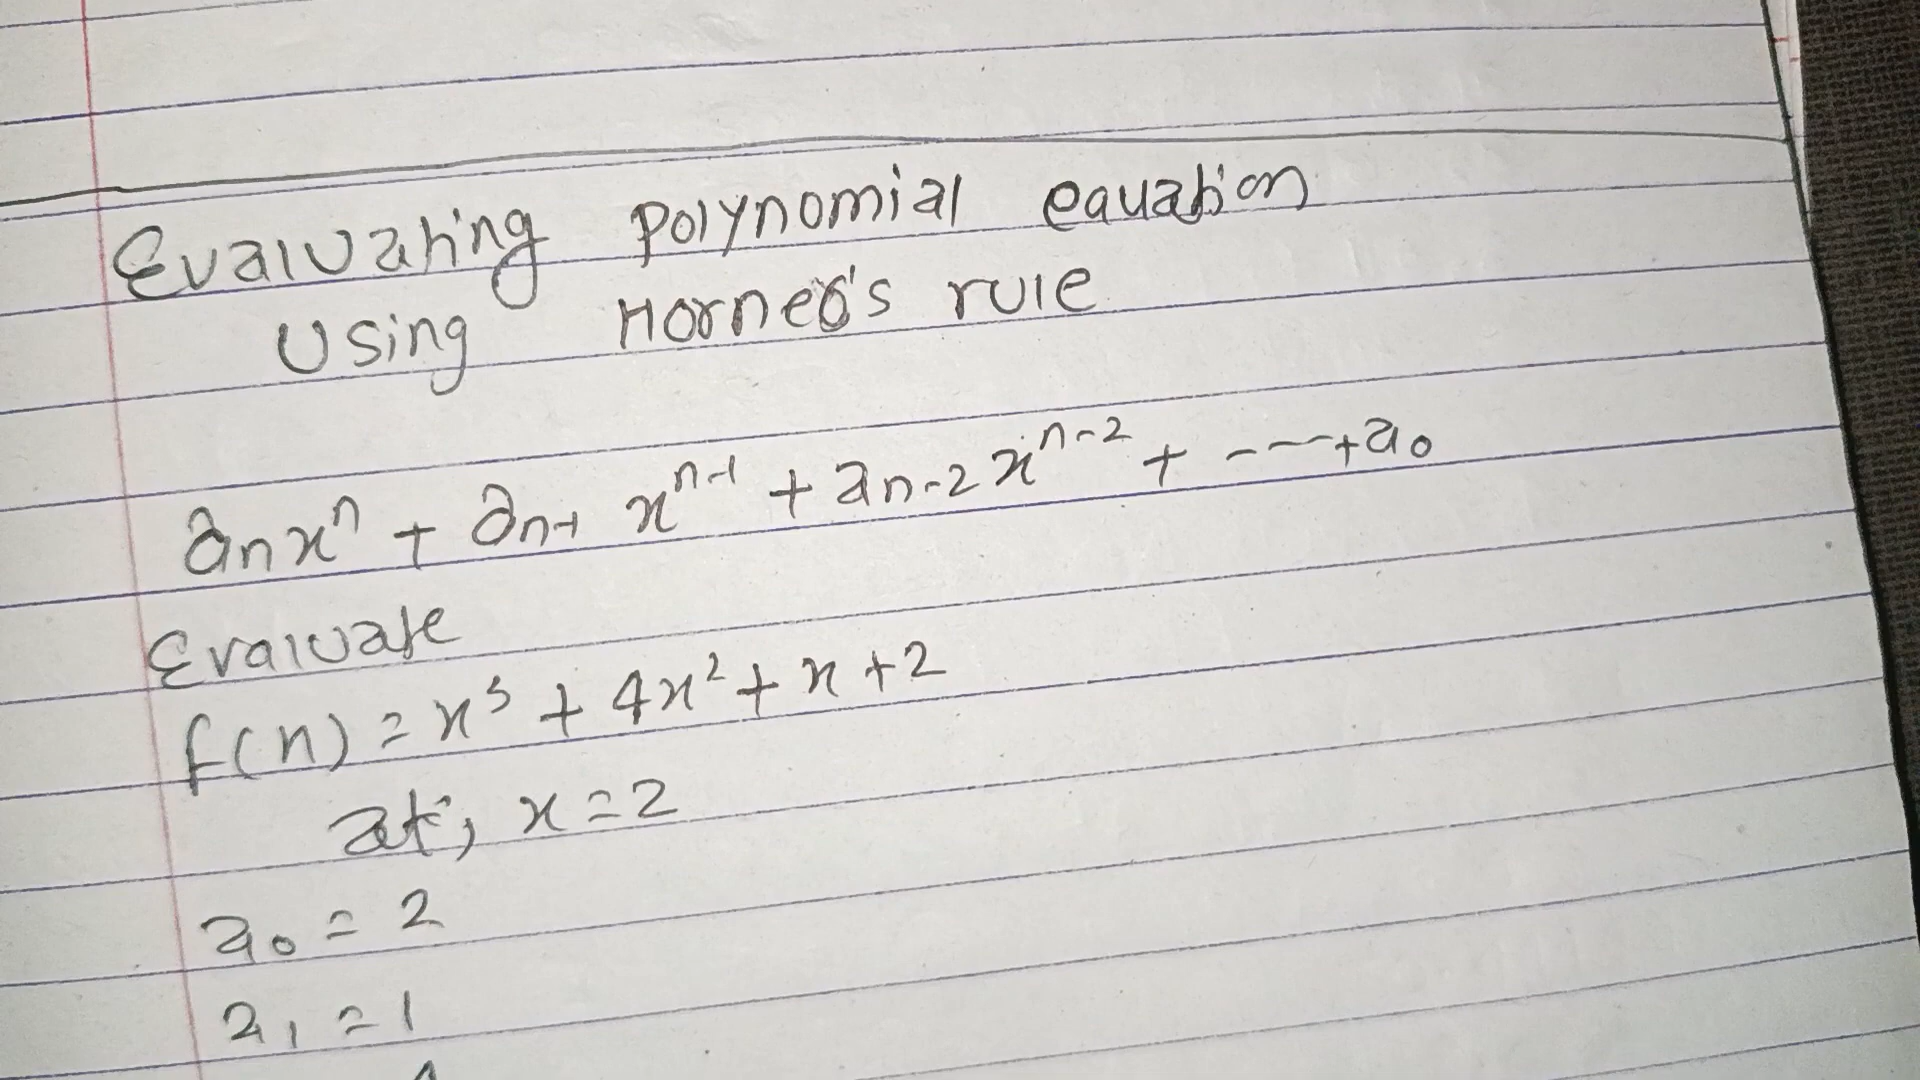 Evaluating polynomial equation
Using Horner's rule
anxⁿ + an-1 xⁿ⁻¹ + an-2 xⁿ⁻² + ---+a₀
Evaluate
f(x) = x³ + 4x² + x + 2
at, x = 2
a₀ = 2
a₁ = 1